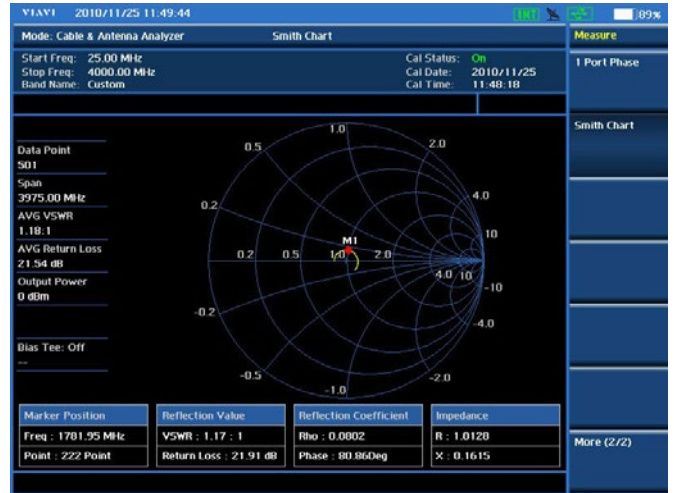 VIAVI 2010/11/25 11:49:44 INT 89%
Mode: Cable & Antenna Analyzer Smith Chart Measure
Start Freq: 25.00 MHz Cal Status: On
Stop Freq: 4000.00 MHz Cal Date: 2010/11/25
Band Name: Custom Cal Time: 11:48:18
1 Port Phase
Smith Chart
More (2/2)
Data Point
501
Span
3975.00 MHz
AVG VSWR
1.18:1
AVG Return Loss
21.54 dB
Output Power
0 dBm
Bias Tee: Off
--
1.0
0.5 2.0
0.2 4.0
10
M1
0.2 0.5 1.0 2.0 4.0 10
-10
-0.2 -4.0
-0.5 -2.0
-1.0
Marker Position Reflection Value Reflection Coefficient Impedance
Freq : 1781.95 MHz VSWR : 1.17 : 1 Rho : 0.0802 R : 1.0128
Point : 222 Point Return Loss : 21.91 dB Phase : 80.86Deg X : 0.1615